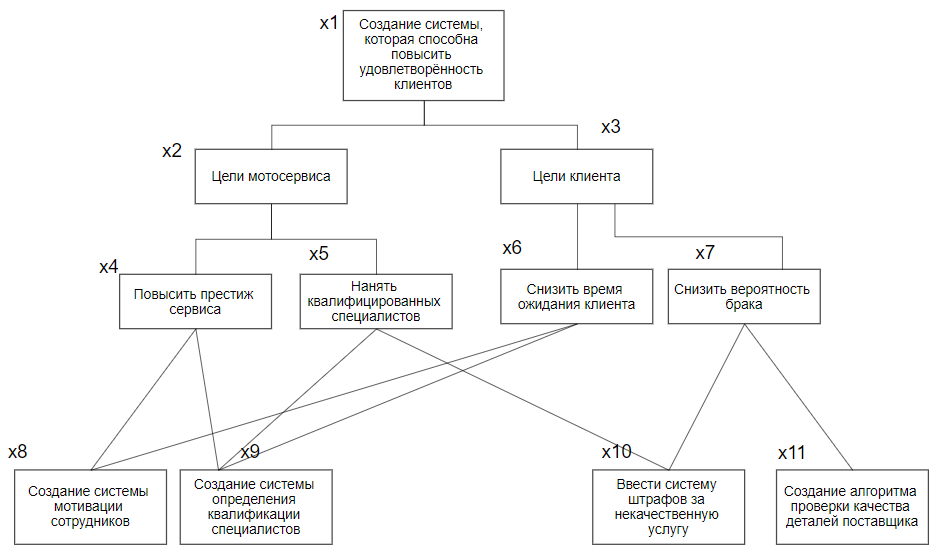 x1
Создание системы,
которая способна
повысить
удовлетворённость
клиентов
x2
Цели мотосервиса
x3
Цели клиента
x4
Повысить престиж
сервиса
x5
Нанять
квалифицированных
специалистов
x6
Снизить время
ожидания клиента
x7
Снизить вероятность
брака
x8
Создание системы
мотивации
сотрудников
x9
Создание системы
определения
квалификации
специалистов
x10
Ввести систему
штрафов за
некачественную
услугу
x11
Создание алгоритма
проверки качества
деталей поставщика